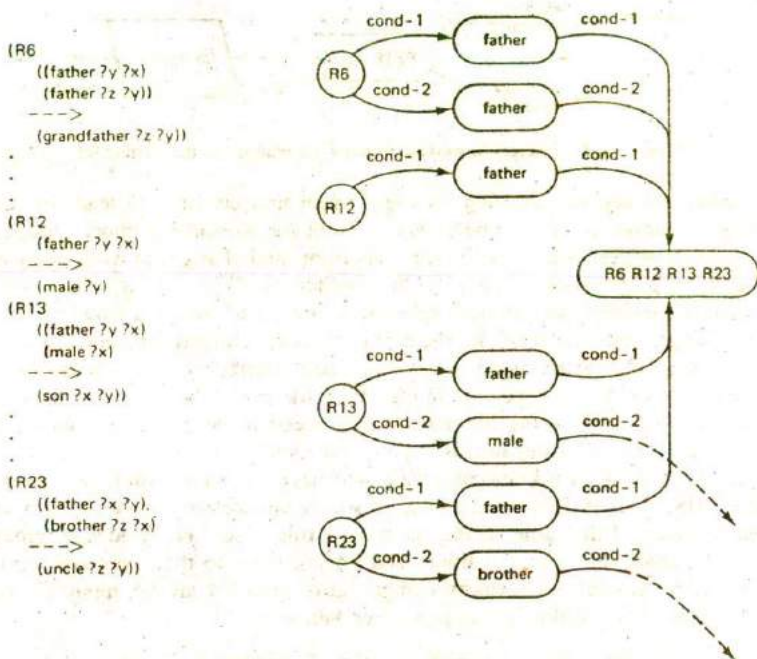 (R6
((father ?y ?x)
(father ?z ?y))
--->
(grandfather ?z ?y))
.
.
.
(R12
(father ?y ?x)
--->
(male ?y)
(R13
((father ?y ?x)
(male ?x)
--->
(son ?x ?y))
.
.
.
(R23
((father ?x ?y).
(brother ?z ?x)
--->
(uncle ?z ?y))
cond-1 cond-1
father
R6
cond-2 cond-2
father
cond-1 cond-1
father
R12
R6 R12 R13 R23
cond-1 cond-1
father
R13
cond-2 cond-2
male
cond-1 cond-1
father
R23
cond-2 cond-2
brother